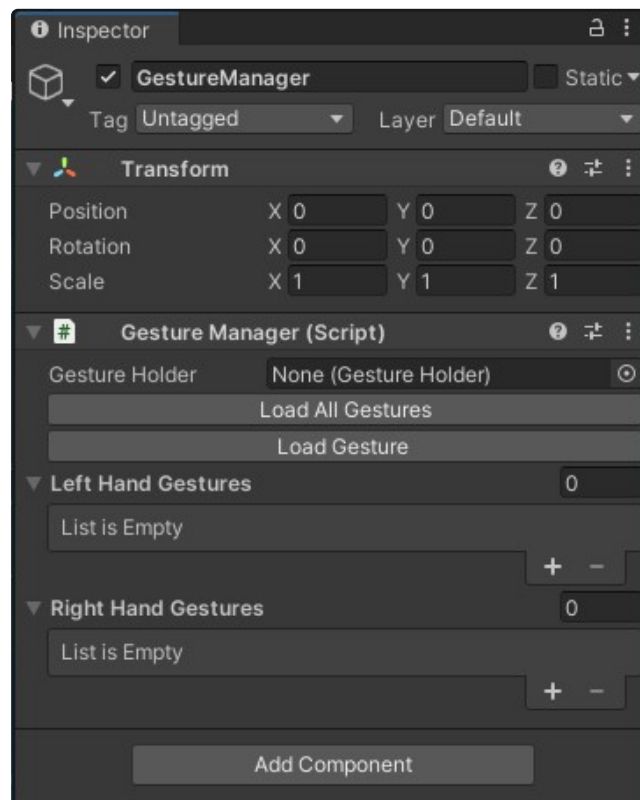 Inspector
GestureManager Static
Tag Untagged Layer Default
Transform
Position X 0 Y 0 Z 0
Rotation X 0 Y 0 Z 0
Scale X 1 Y 1 Z 1
# Gesture Manager (Script)
Gesture Holder None (Gesture Holder)
Load All Gestures
Load Gesture
Left Hand Gestures 0
List is Empty
+ −
Right Hand Gestures 0
List is Empty
+ −
Add Component